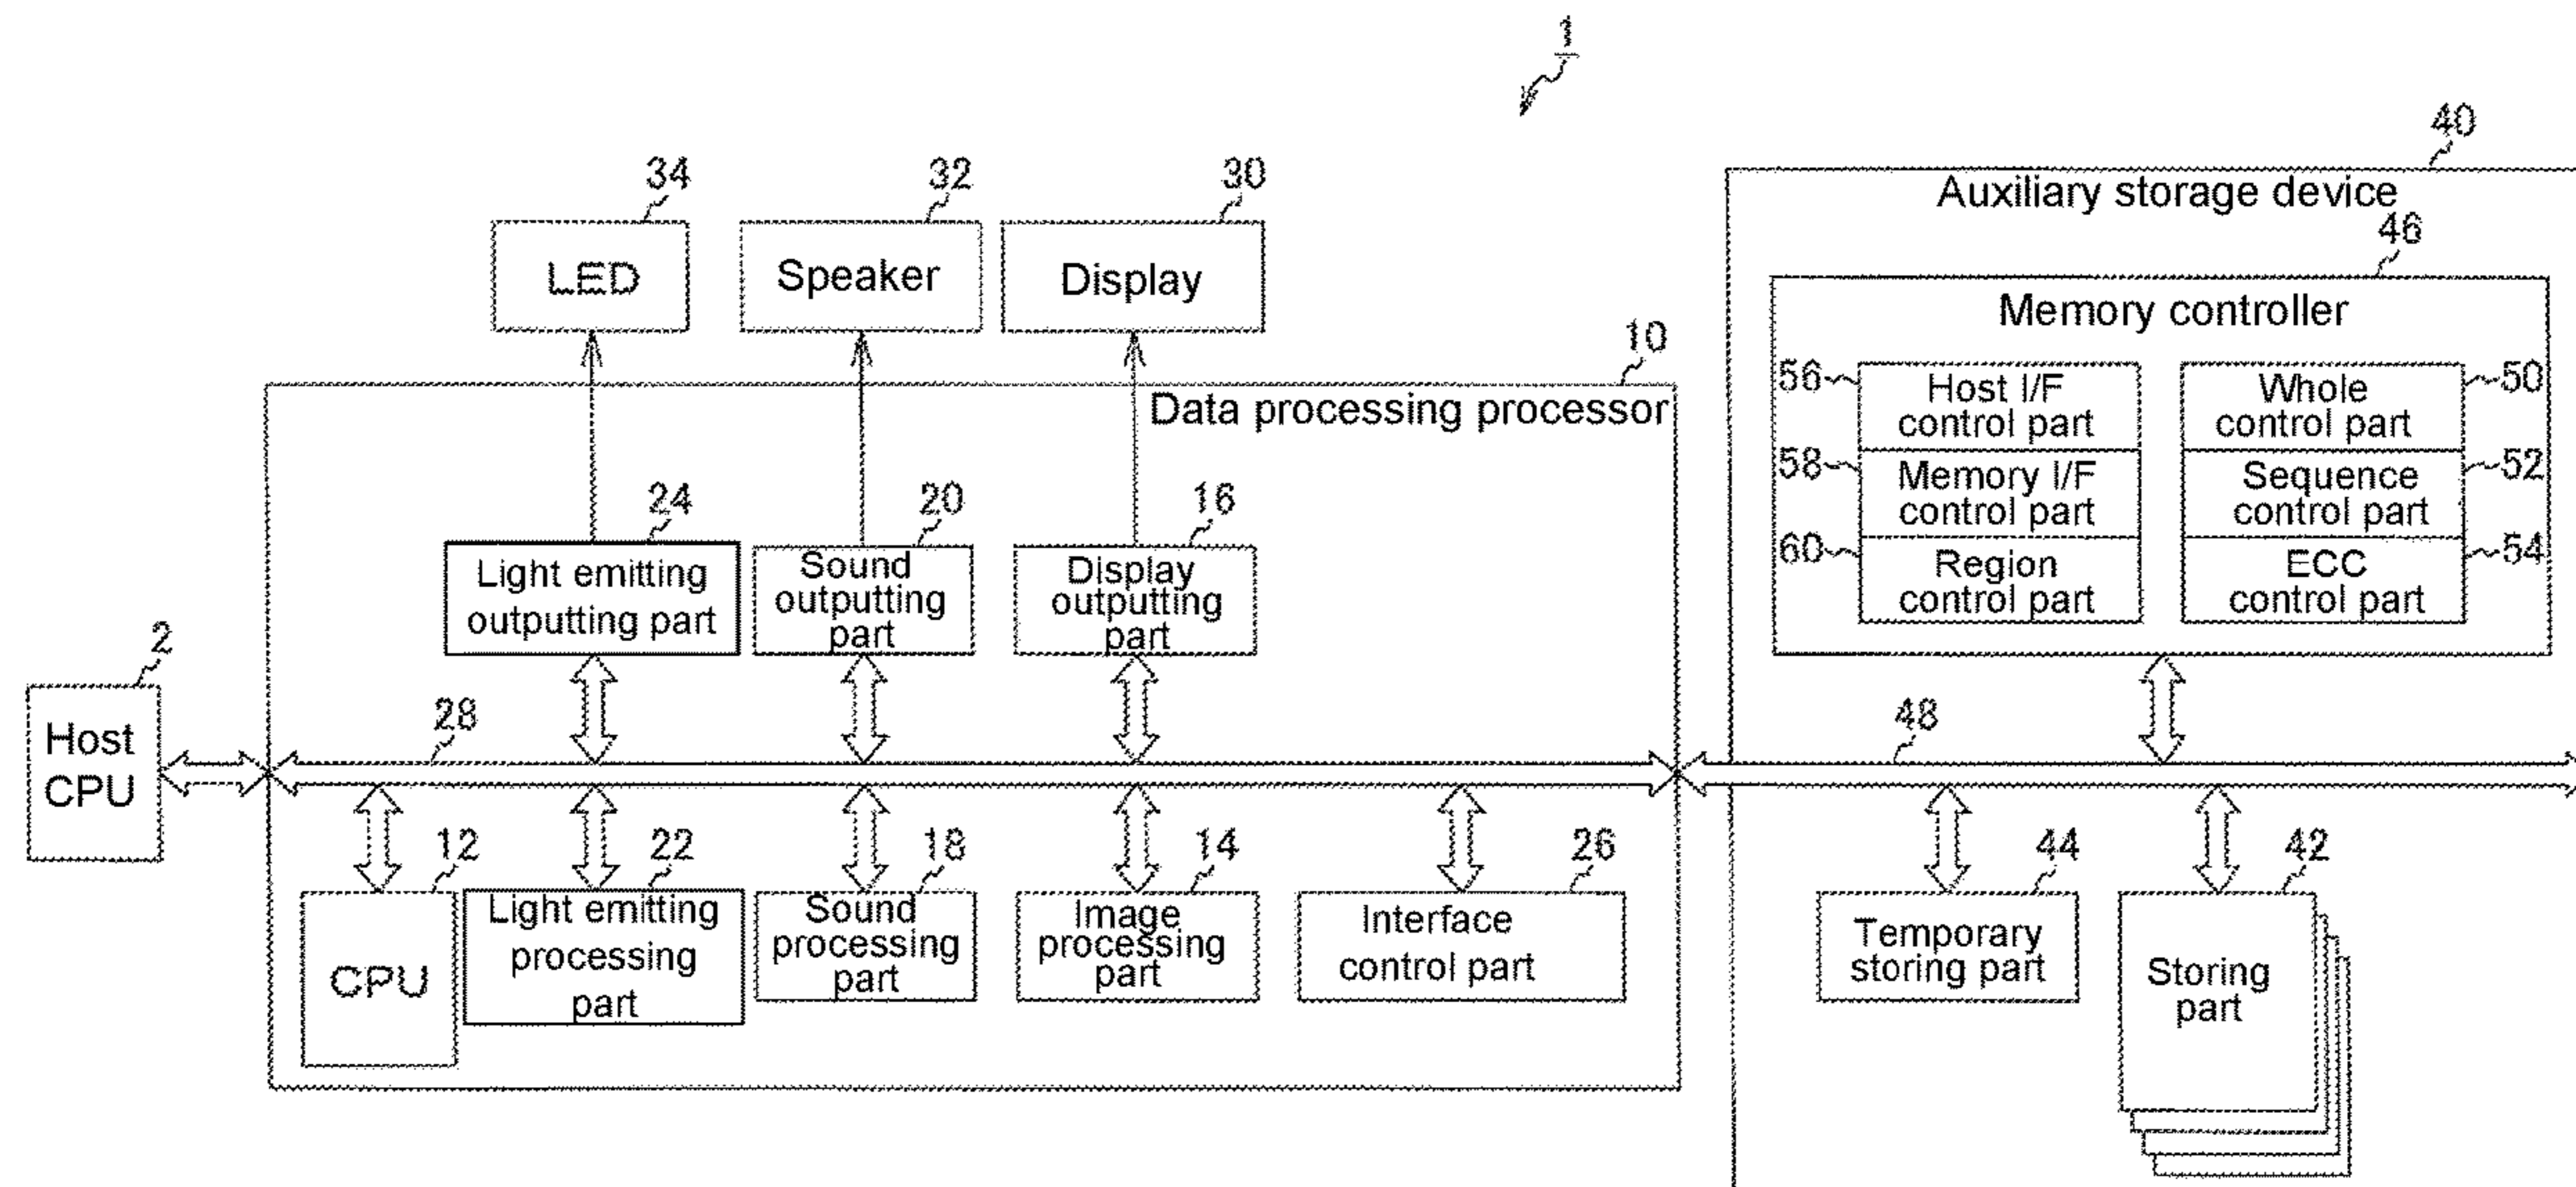 1
40
34
32
30
Auxiliary storage device
46
LED
Speaker
Display
Memory controller
10
Data processing processor
56
Host I/F
control part
Whole
control part
50
58
Memory I/F
control part
Sequence
control part
52
60
Region
control part
ECC
control part
54
24
20
16
Light emitting
outputting part
Sound
outputting
part
Display
outputting
part
2
Host
CPU
28
48
12
22
18
14
26
44
42
CPU
Light emitting
processing
part
Sound
processing
part
Image
processing
part
Interface
control part
Temporary
storing part
Storing
part